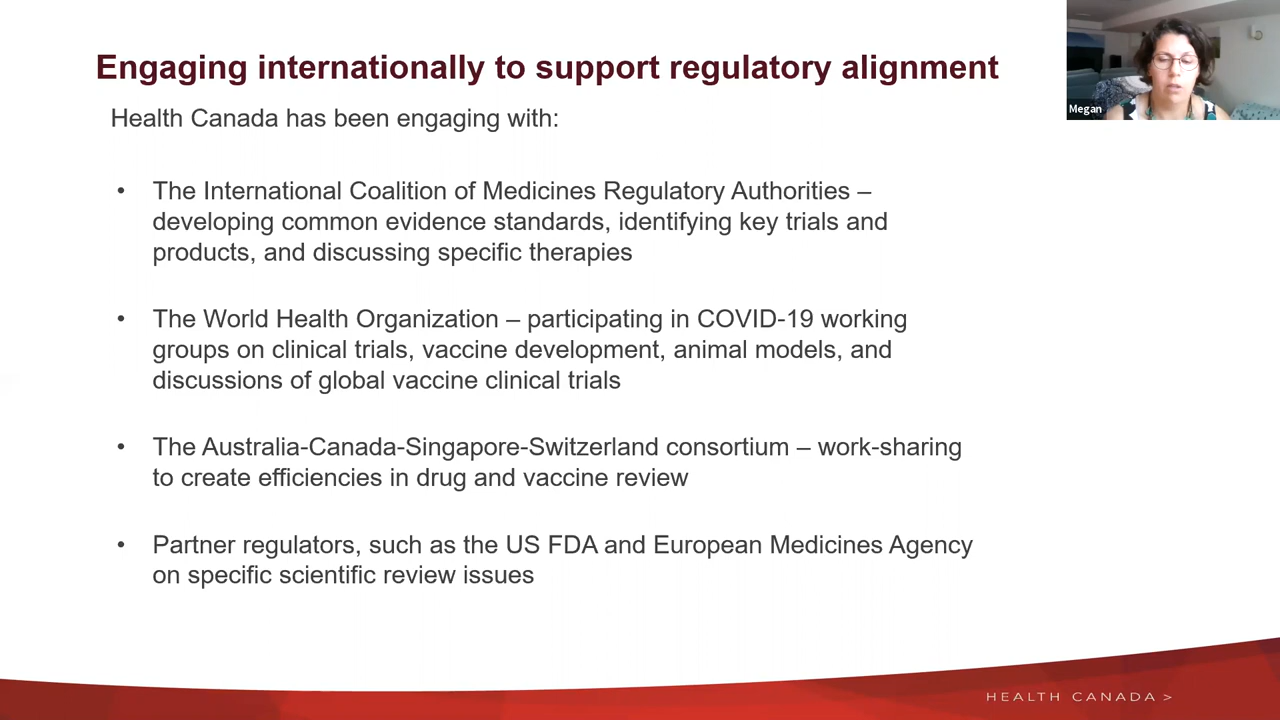 Engaging internationally to support regulatory alignment
Megan
Health Canada has been engaging with:
• The International Coalition of Medicines Regulatory Authorities –
developing common evidence standards, identifying key trials and
products, and discussing specific therapies
• The World Health Organization – participating in COVID-19 working
groups on clinical trials, vaccine development, animal models, and
discussions of global vaccine clinical trials
• The Australia-Canada-Singapore-Switzerland consortium – work-sharing
to create efficiencies in drug and vaccine review
• Partner regulators, such as the US FDA and European Medicines Agency
on specific scientific review issues
HEALTH CANADA >